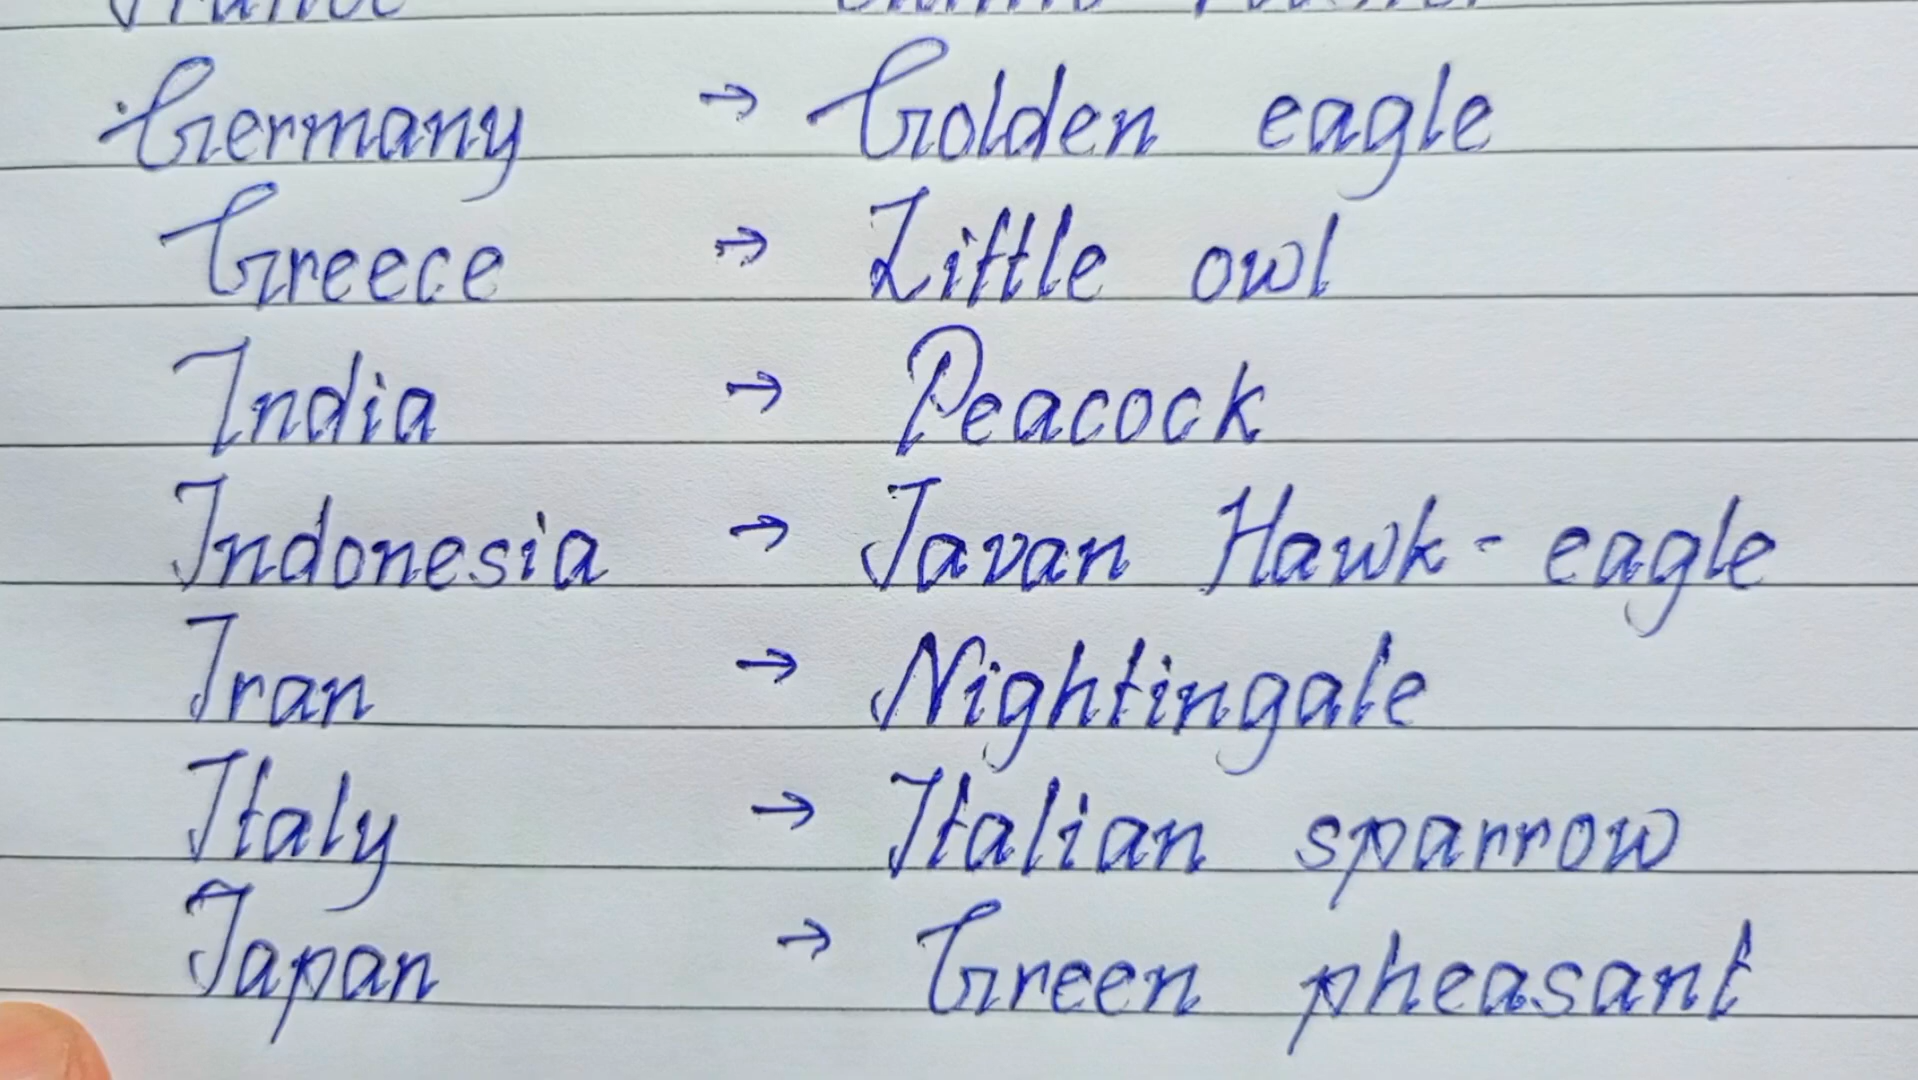 Germany → Golden eagle
Greece → Little owl
India → Peacock
Indonesia → Javan Hawk-eagle
Iran → Nightingale
Italy → Italian sparrow
Japan → Green pheasant